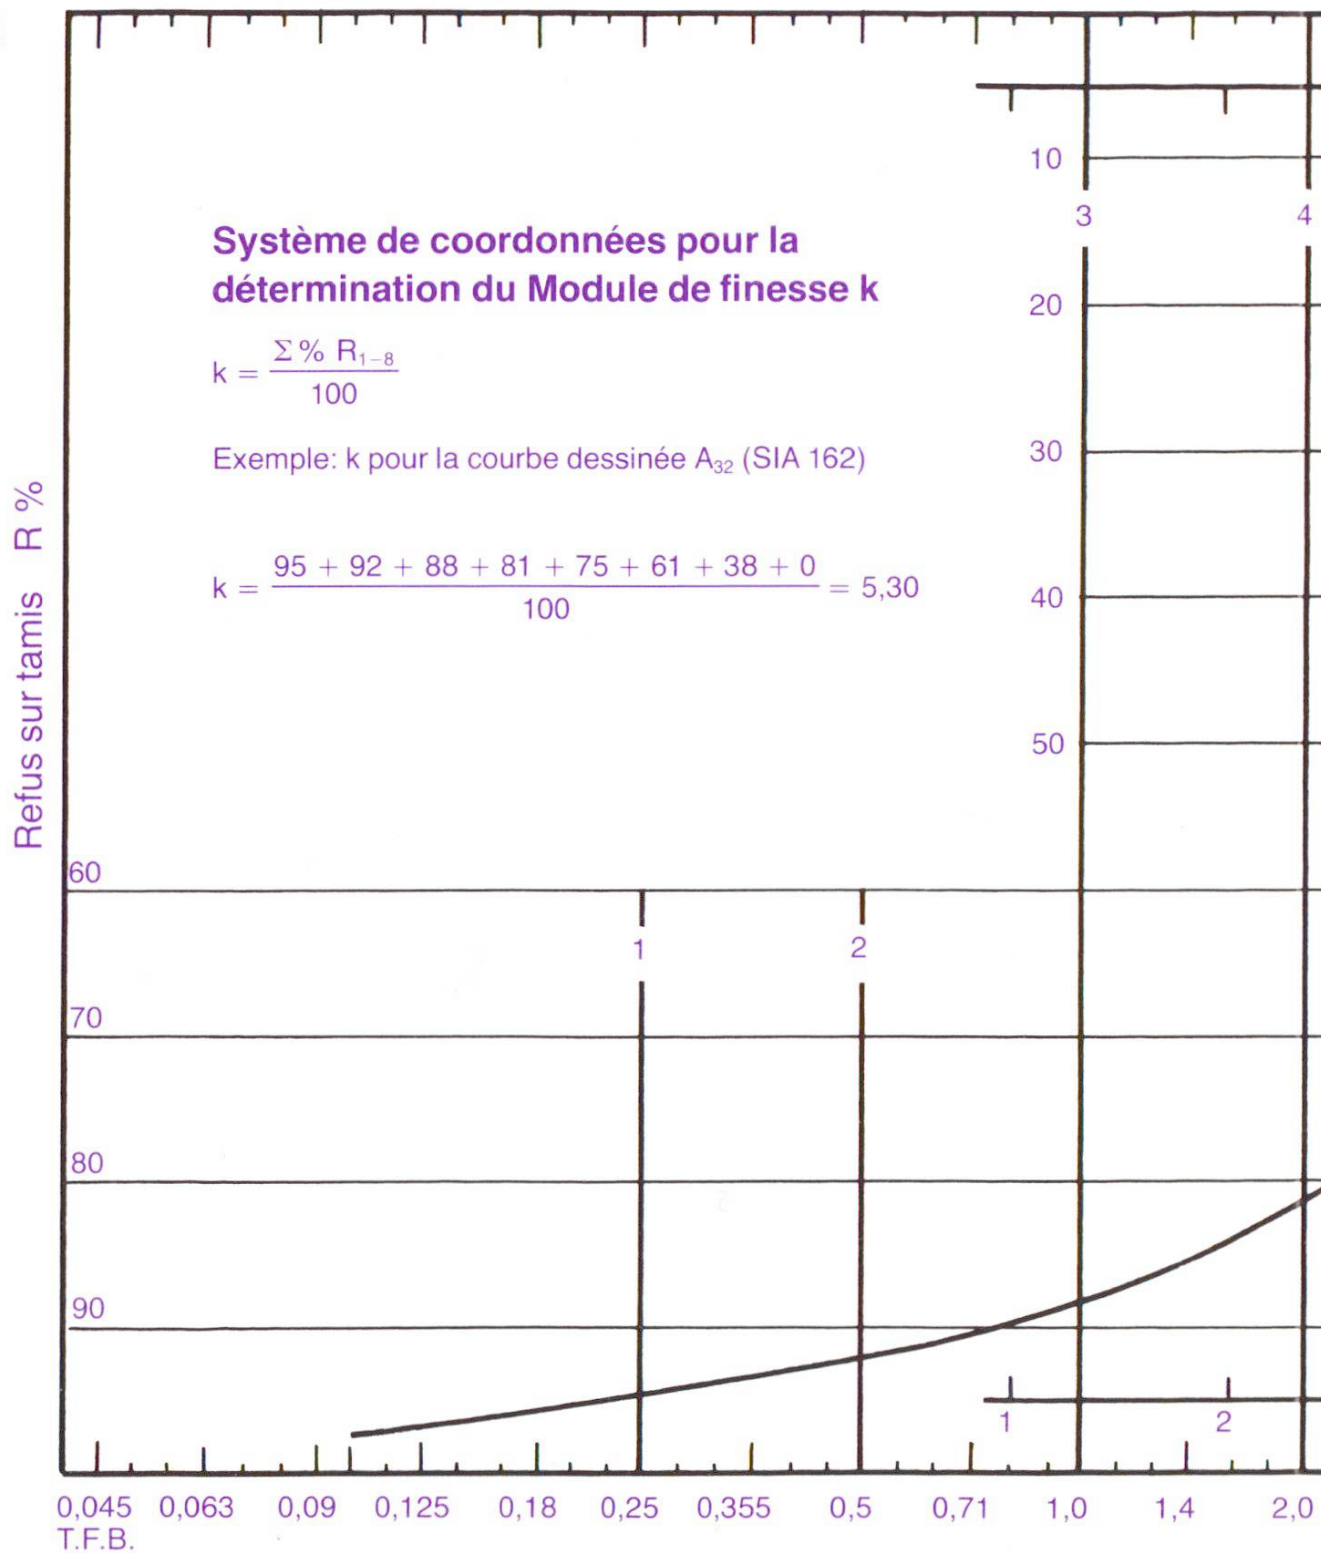 10
3 4
Système de coordonnées pour la
détermination du Module de finesse k
20
k = Σ % R₁₋₈ / 100
Exemple: k pour la courbe dessinée A₃₂ (SIA 162)
30
k = 95 + 92 + 88 + 81 + 75 + 61 + 38 + 0 / 100 = 5,30
40
Refus sur tamis R %
50
60
1 2
70
80
90
1 2
0,045 0,063 0,09 0,125 0,18 0,25 0,355 0,5 0,71 1,0 1,4 2,0
T.F.B.